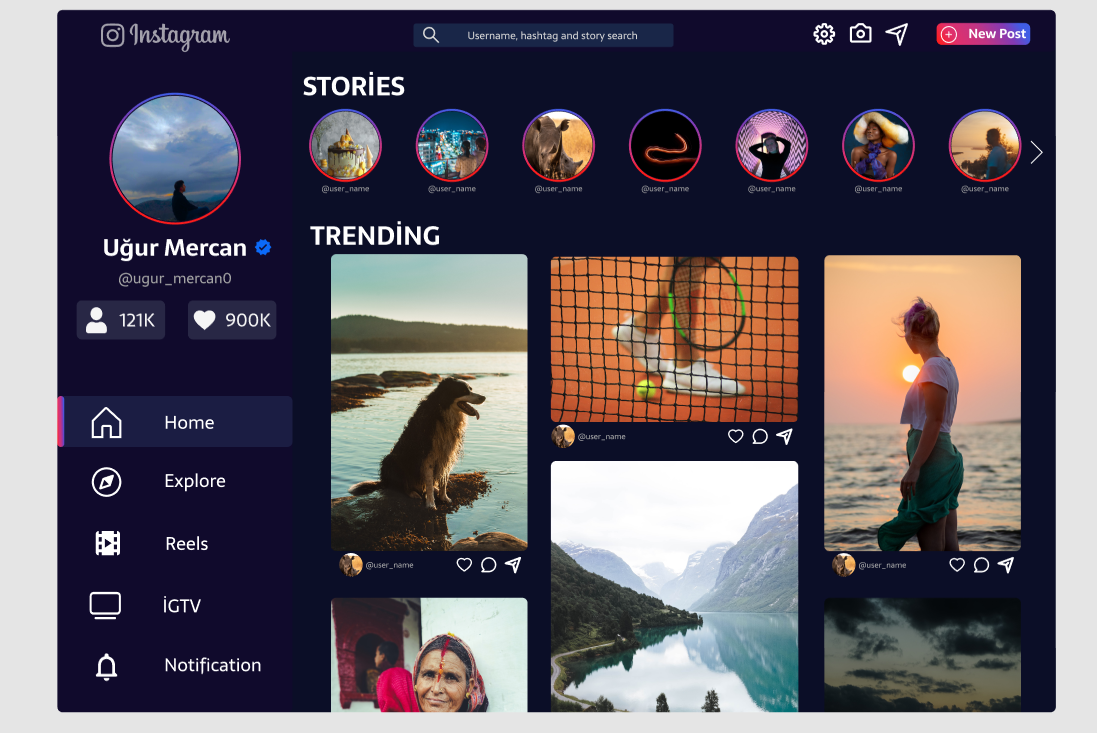 Instagram
Username, hashtag and story search
New Post
Uğur Mercan
@ugur_mercan0
121K
900K
Home
Explore
Reels
İGTV
Notification
STORİES
@user_name
@user_name
@user_name
@user_name
@user_name
@user_name
@user_name
TRENDİNG
@user_name
@user_name
@user_name